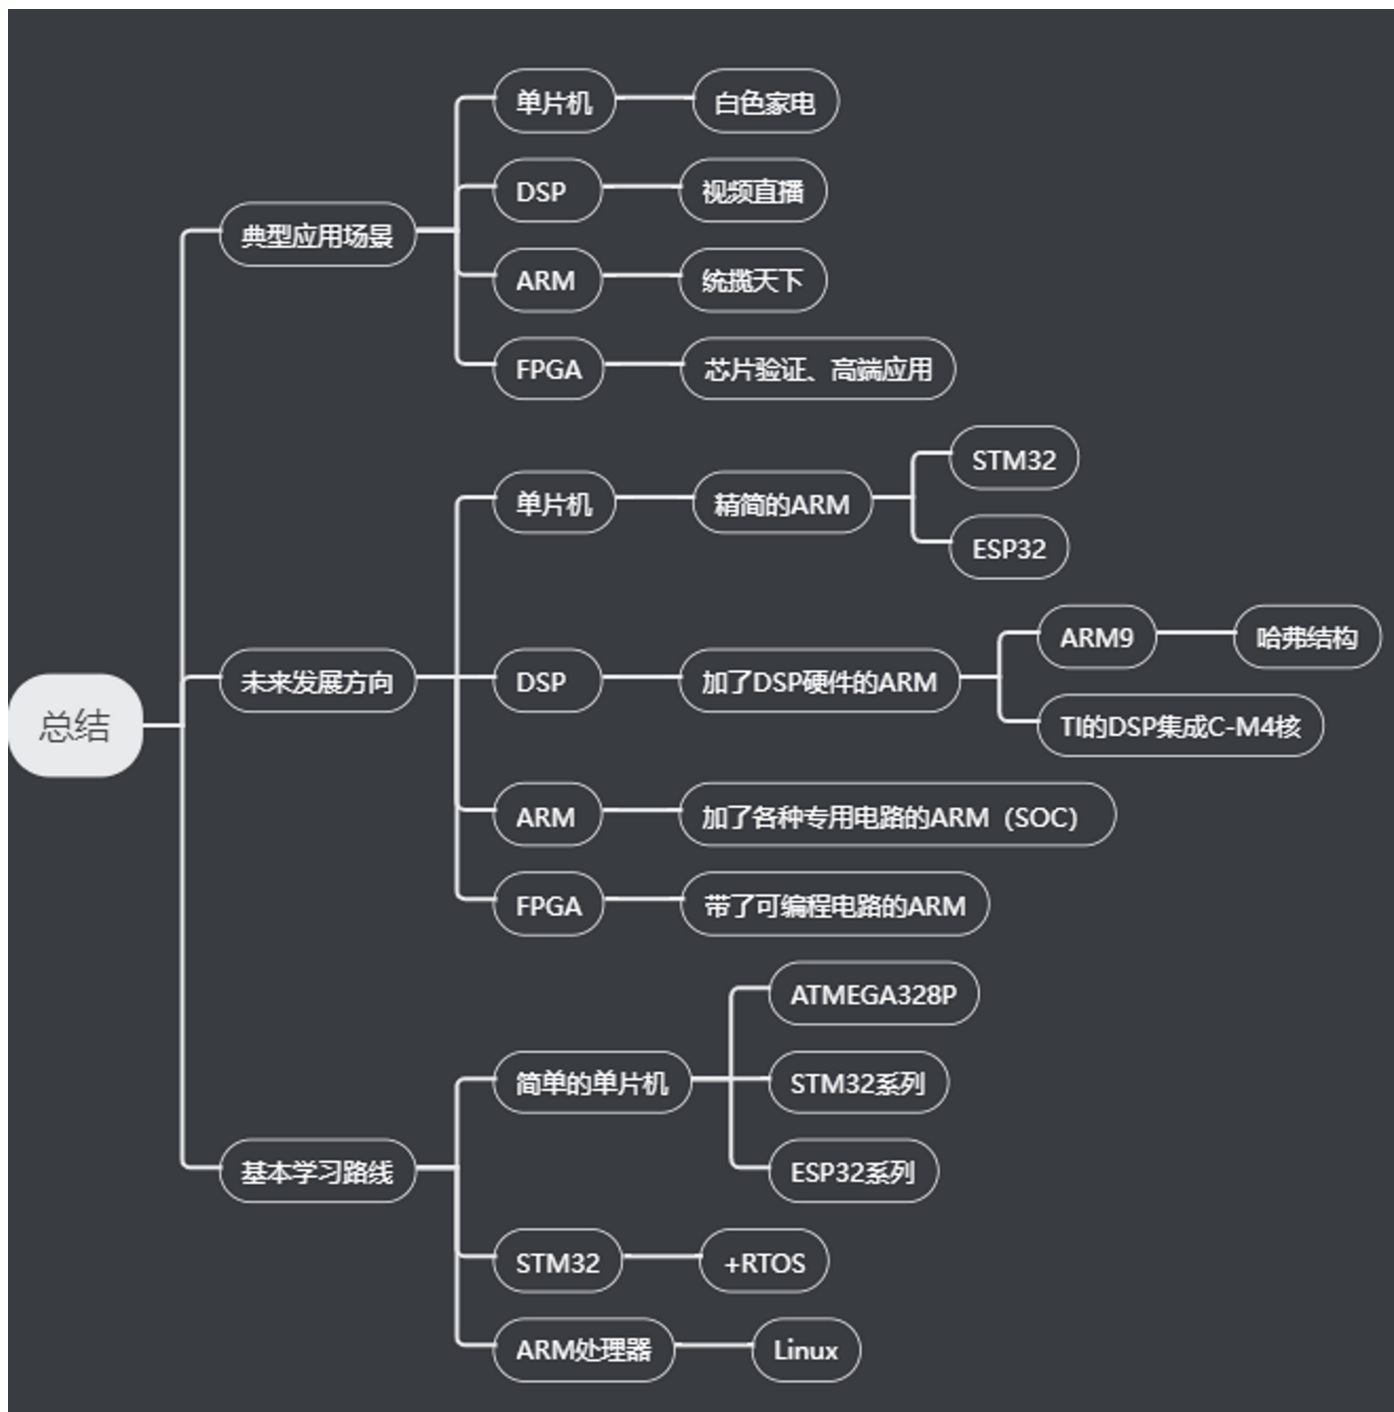 总结
典型应用场景
单片机
白色家电
DSP
视频直播
ARM
统揽天下
FPGA
芯片验证、高端应用
未来发展方向
单片机
精简的ARM
STM32
ESP32
DSP
加了DSP硬件的ARM
ARM9
哈弗结构
TI的DSP集成C-M4核
ARM
加了各种专用电路的ARM（SOC）
FPGA
带了可编程电路的ARM
基本学习路线
简单的单片机
ATMEGA328P
STM32系列
ESP32系列
STM32
+RTOS
ARM处理器
Linux